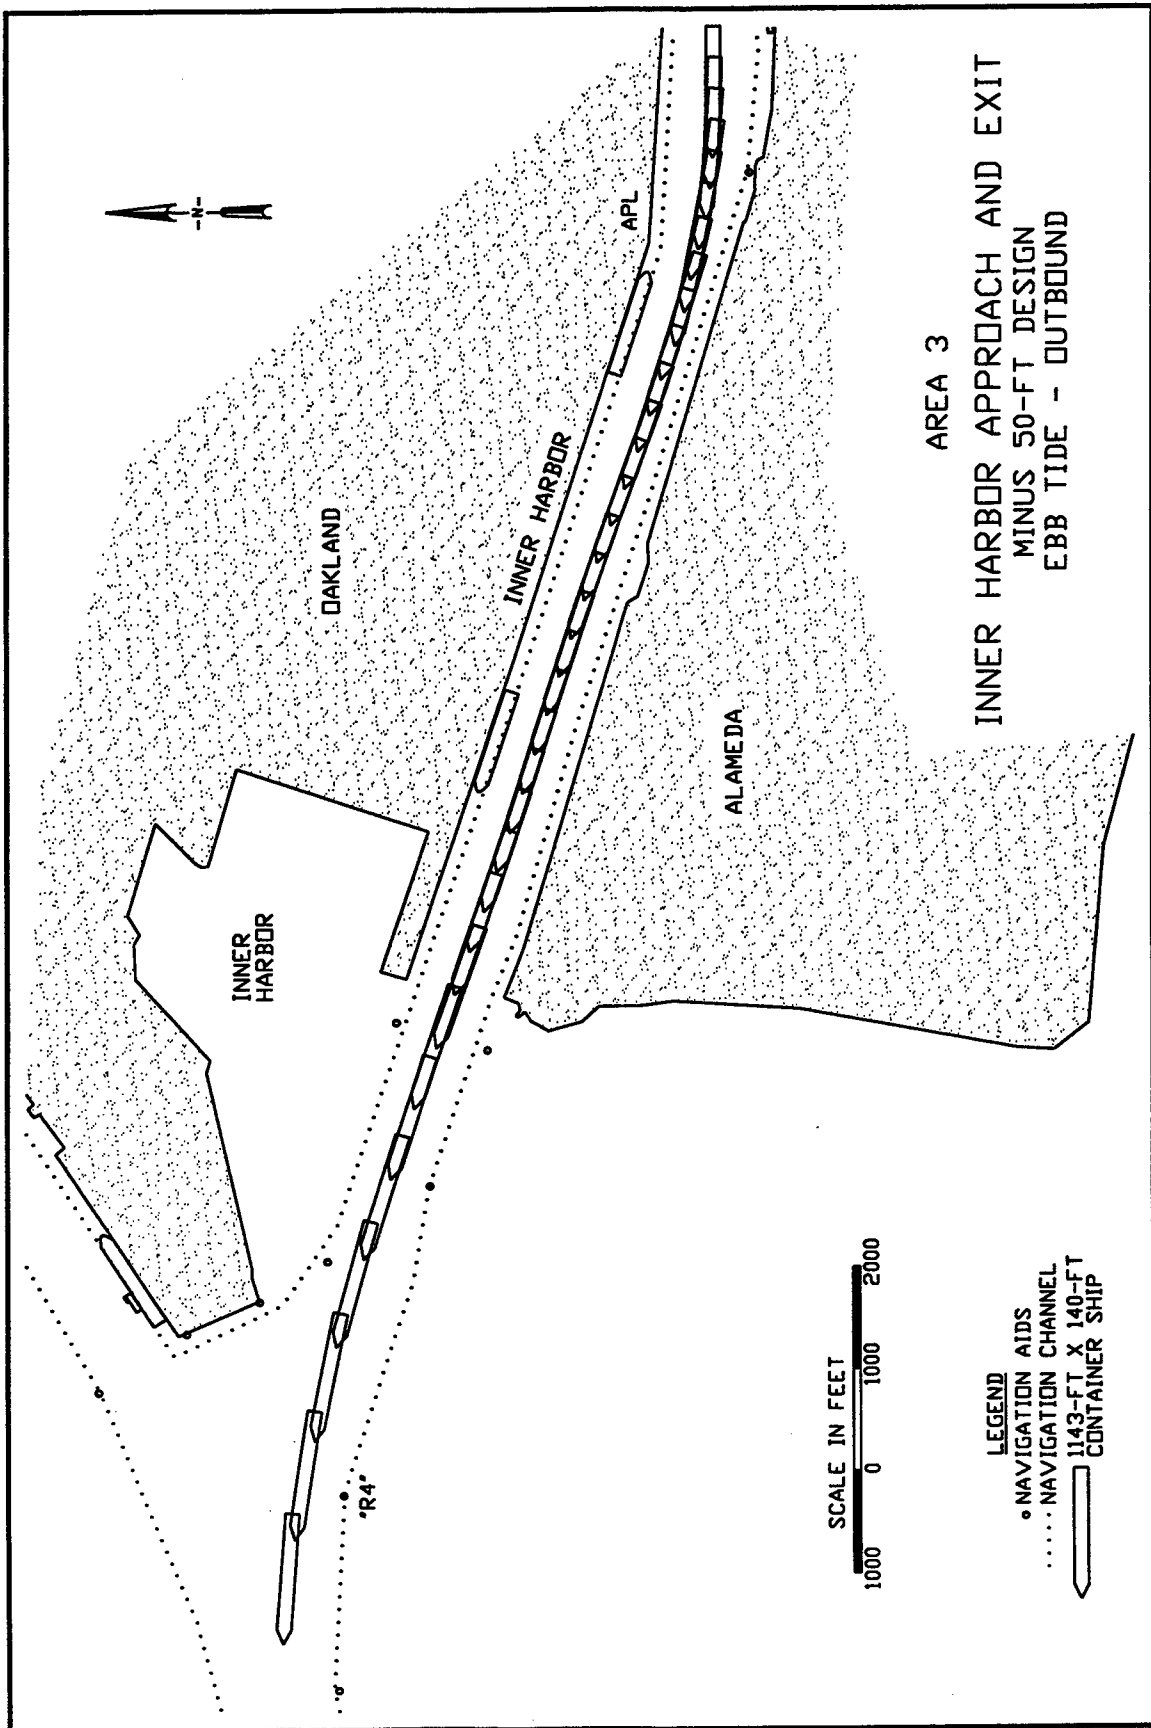 -N-
APL
INNER HARBOR
OAKLAND
INNER
HARBOR
ALAMEDA
"R4"
AREA 3
INNER HARBOR APPROACH AND EXIT
MINUS 50-FT DESIGN
EBB TIDE - OUTBOUND
SCALE IN FEET
1000 0 1000 2000
LEGEND
NAVIGATION AIDS
NAVIGATION CHANNEL
1143-FT X 140-FT
CONTAINER SHIP